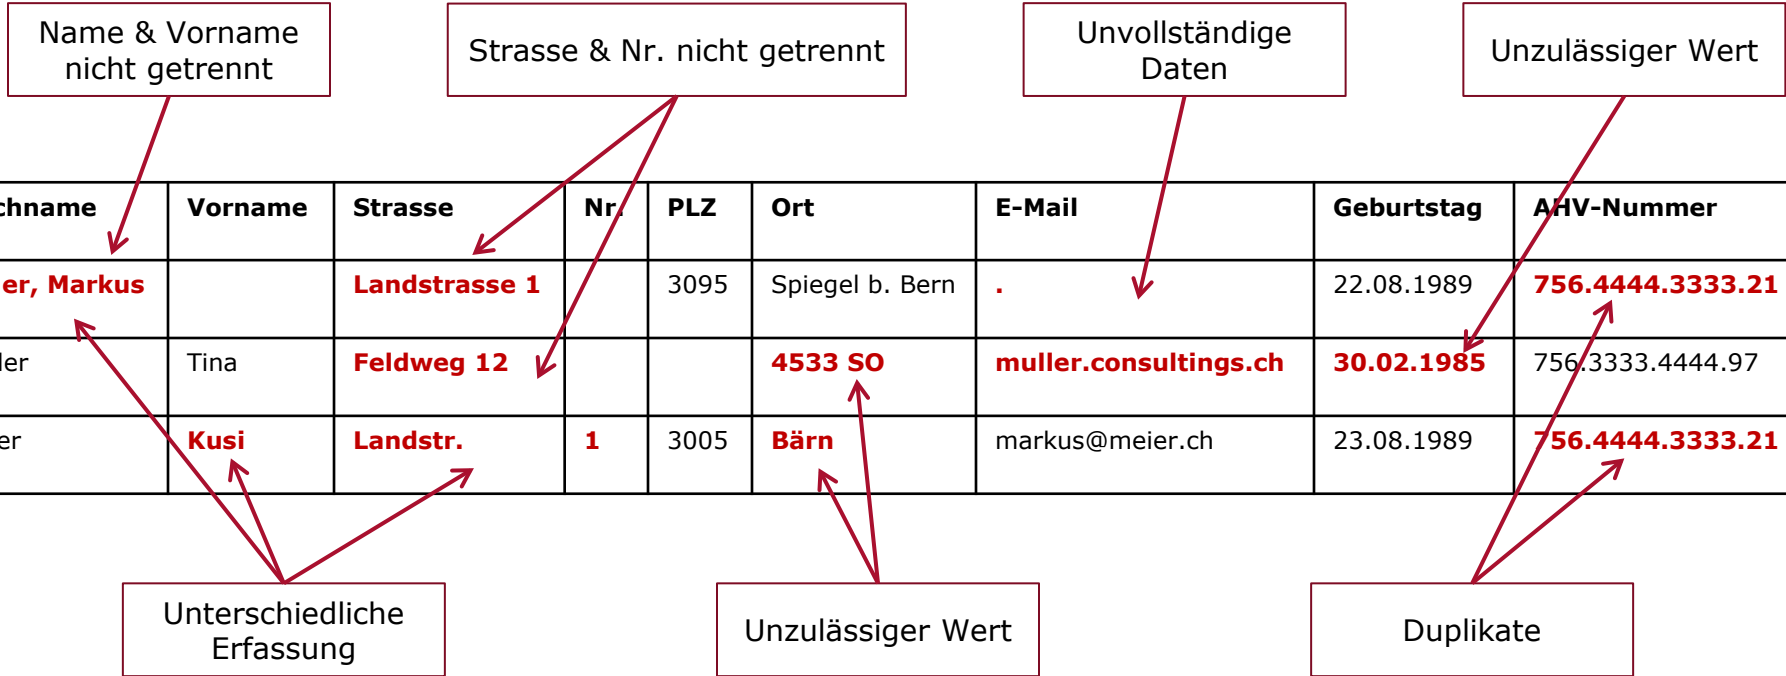 Name & Vorname
nicht getrennt
Strasse & Nr. nicht getrennt
Unvollständige
Daten
Unzulässiger Wert
chname Vorname Strasse Nr. PLZ Ort E-Mail Geburtstag AHV-Nummer
er, Markus Landstrasse 1 3095 Spiegel b. Bern . 22.08.1989 756.4444.3333.21
ler Tina Feldweg 12 4533 SO muller.consultings.ch 30.02.1985 756.3333.4444.97
er Kusi Landstr. 1 3005 Bärn markus@meier.ch 23.08.1989 756.4444.3333.21
Unterschiedliche
Erfassung
Unzulässiger Wert
Duplikate